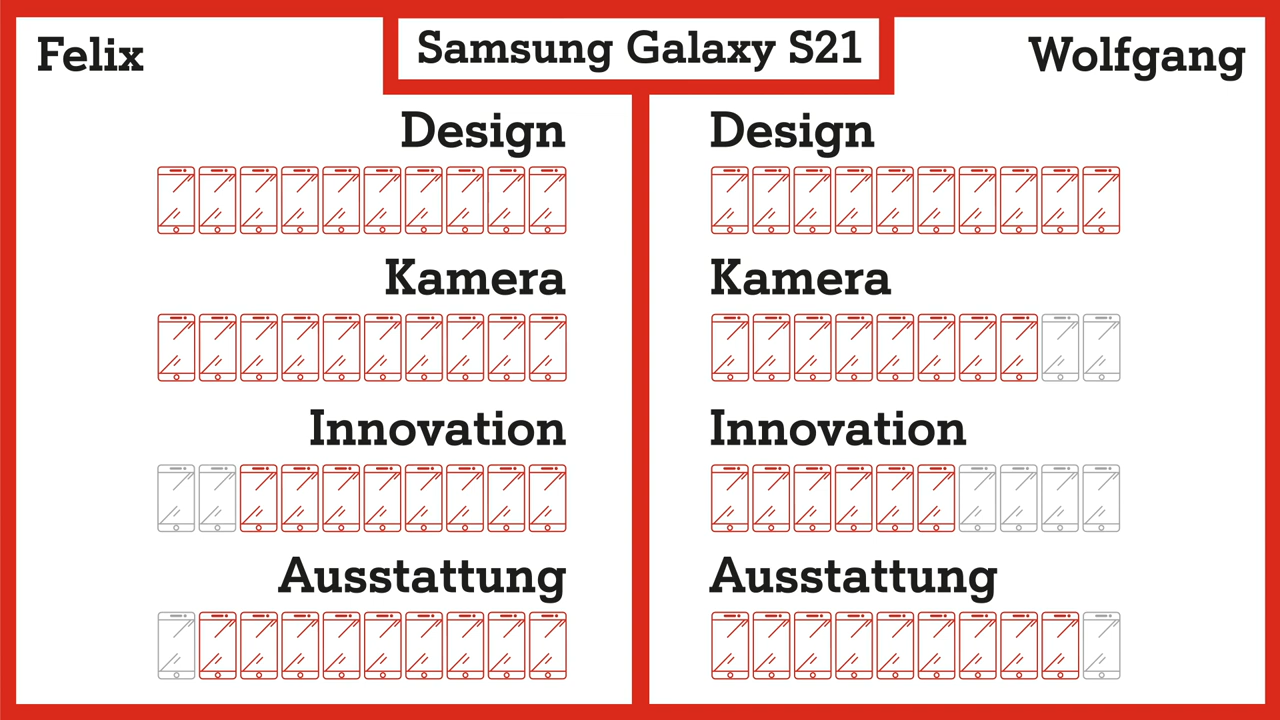 Felix
Samsung Galaxy S21
Wolfgang
Design
Kamera
Innovation
Ausstattung
Design
Kamera
Innovation
Ausstattung